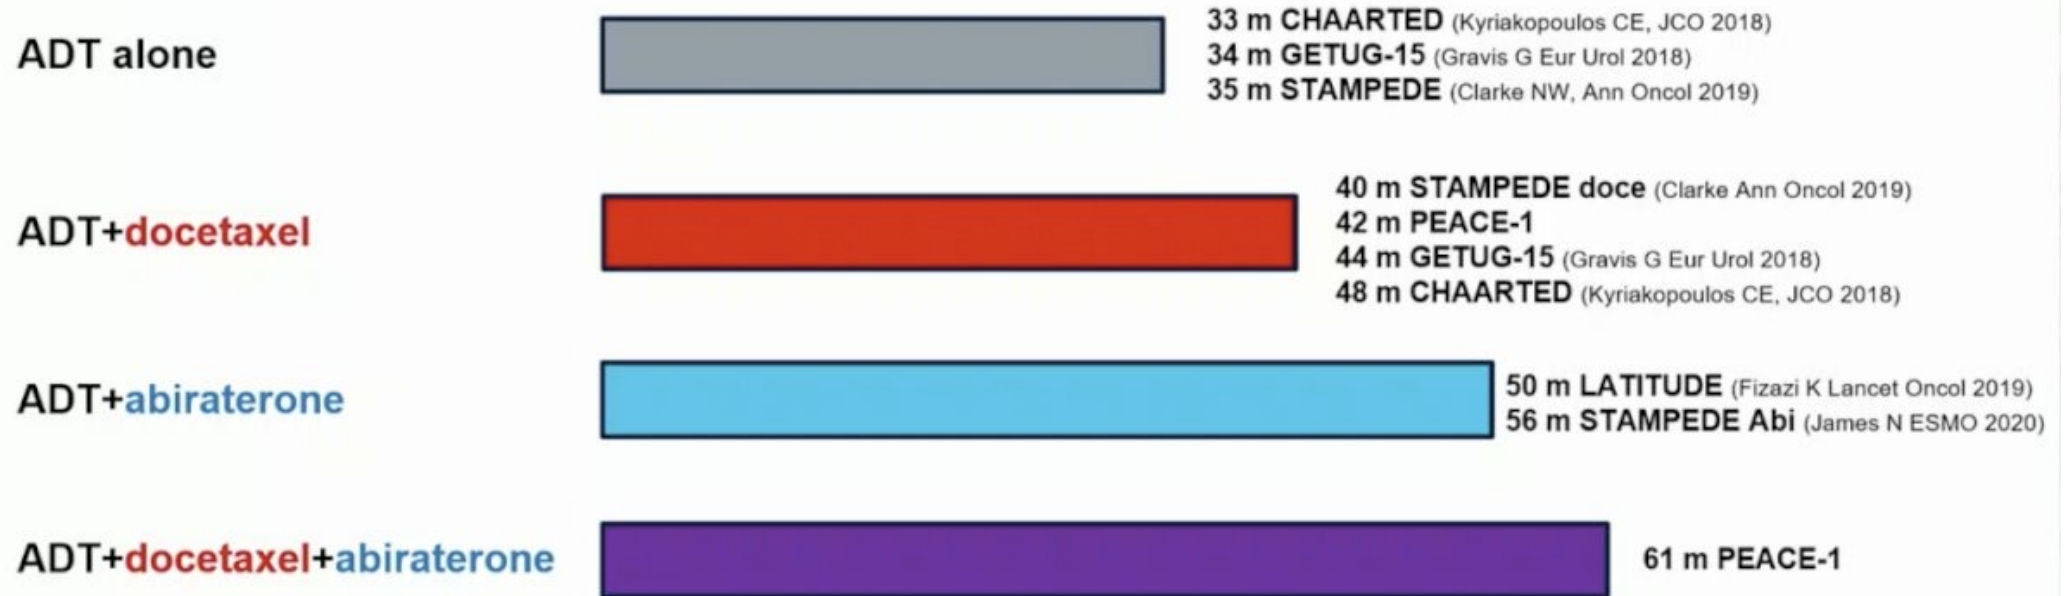 ADT alone
33 m CHAARTED (Kyriakopoulos CE, JCO 2018)
34 m GETUG-15 (Gravis G Eur Urol 2018)
35 m STAMPEDE (Clarke NW, Ann Oncol 2019)
ADT+docetaxel
40 m STAMPEDE doce (Clarke Ann Oncol 2019)
42 m PEACE-1
44 m GETUG-15 (Gravis G Eur Urol 2018)
48 m CHAARTED (Kyriakopoulos CE, JCO 2018)
ADT+abiraterone
50 m LATITUDE (Fizazi K Lancet Oncol 2019)
56 m STAMPEDE Abi (James N ESMO 2020)
ADT+docetaxel+abiraterone
61 m PEACE-1